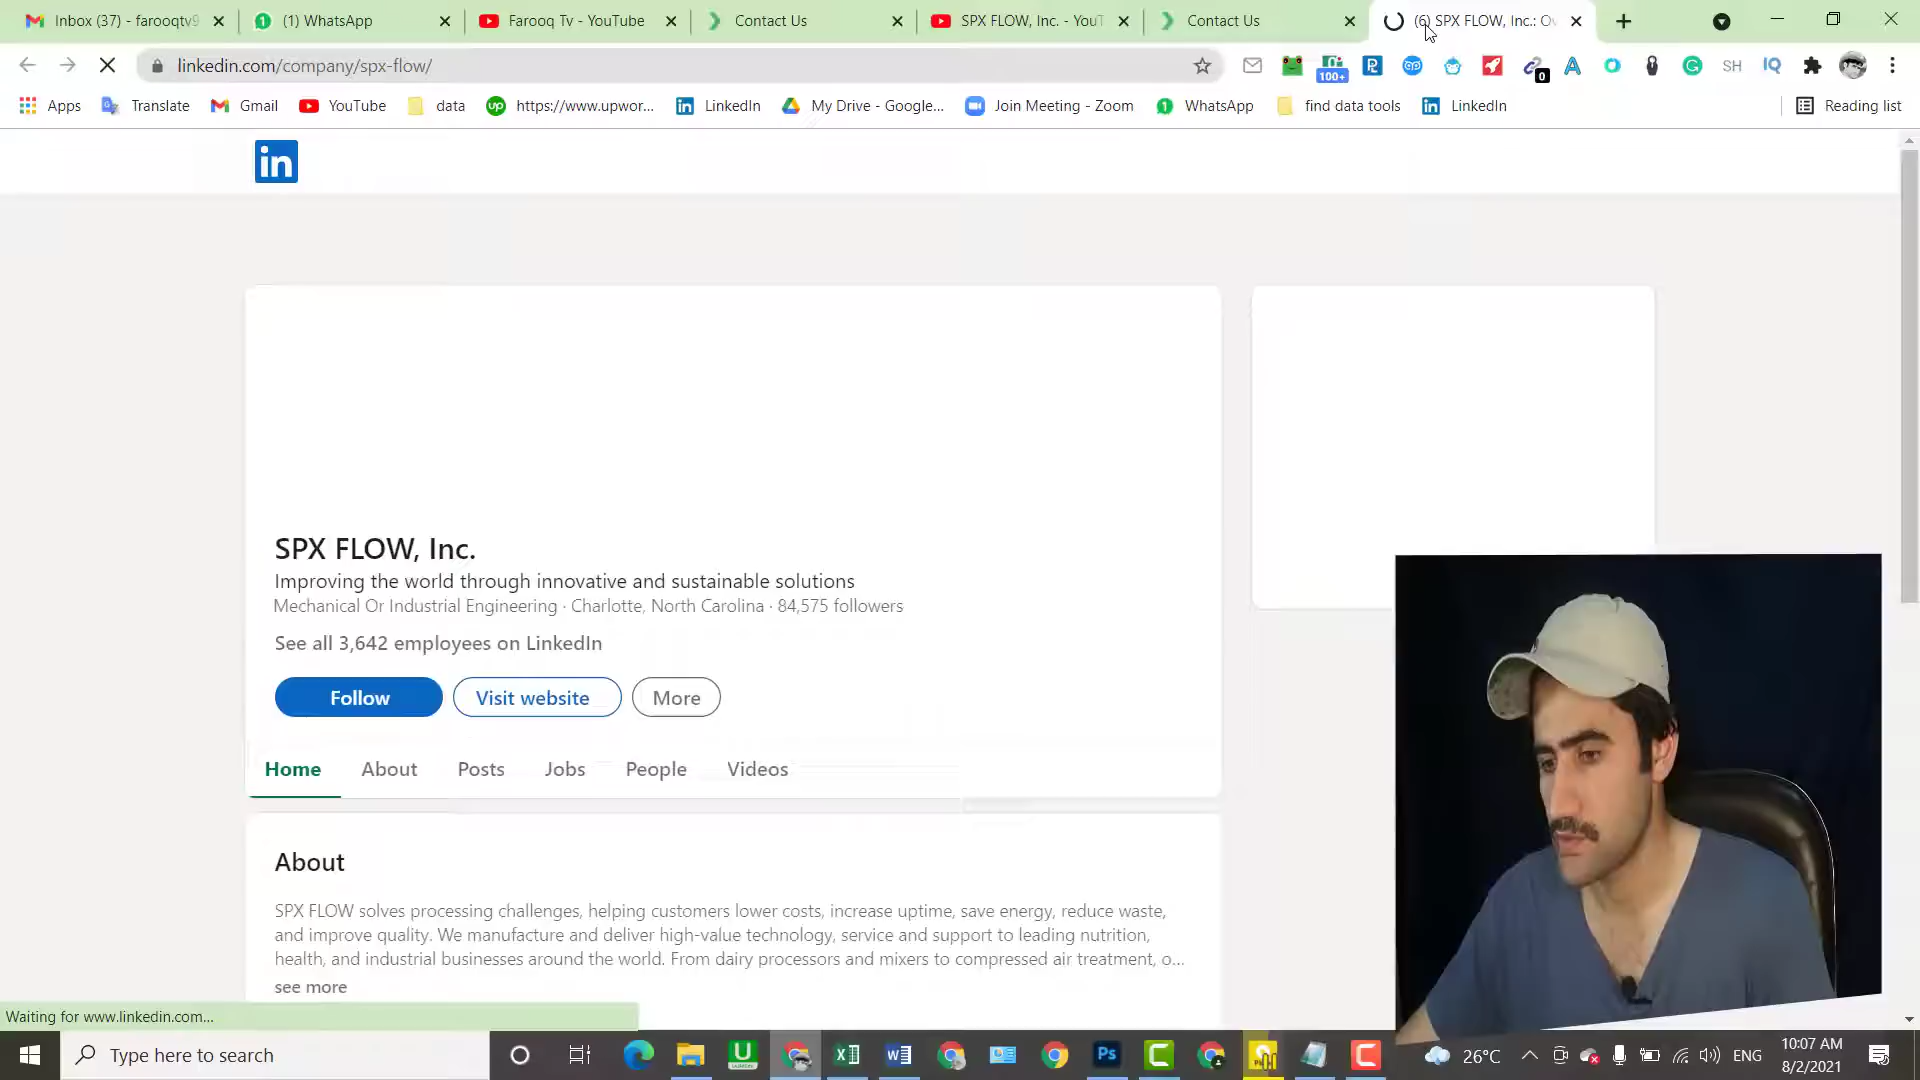 Inbox (37) - farooqtv9
(1) WhatsApp
Farooq Tv - YouTube
Contact Us
SPX FLOW, Inc. - YouT
Contact Us
(6) SPX FLOW, Inc.: Ov
linkedin.com/company/spx-flow/
100+
0
SH
IQ
Apps
Translate
Gmail
YouTube
data
up
https://www.upwor...
LinkedIn
My Drive - Google...
Join Meeting - Zoom
WhatsApp
find data tools
LinkedIn
Reading list
in
SPX FLOW, Inc.
Improving the world through innovative and sustainable solutions
Mechanical Or Industrial Engineering · Charlotte, North Carolina · 84,575 followers
See all 3,642 employees on LinkedIn
Follow
Visit website
More
Home
About
Posts
Jobs
People
Videos
About
SPX FLOW solves processing challenges, helping customers lower costs, increase uptime, save energy, reduce waste,
and improve quality. We manufacture and deliver high-value technology, service and support to leading nutrition,
health, and industrial businesses around the world. From dairy processors and mixers to compressed air treatment, o...
see more
Waiting for www.linkedin.com...
Type here to search
Ps
26°C
ENG
10:07 AM
8/2/2021